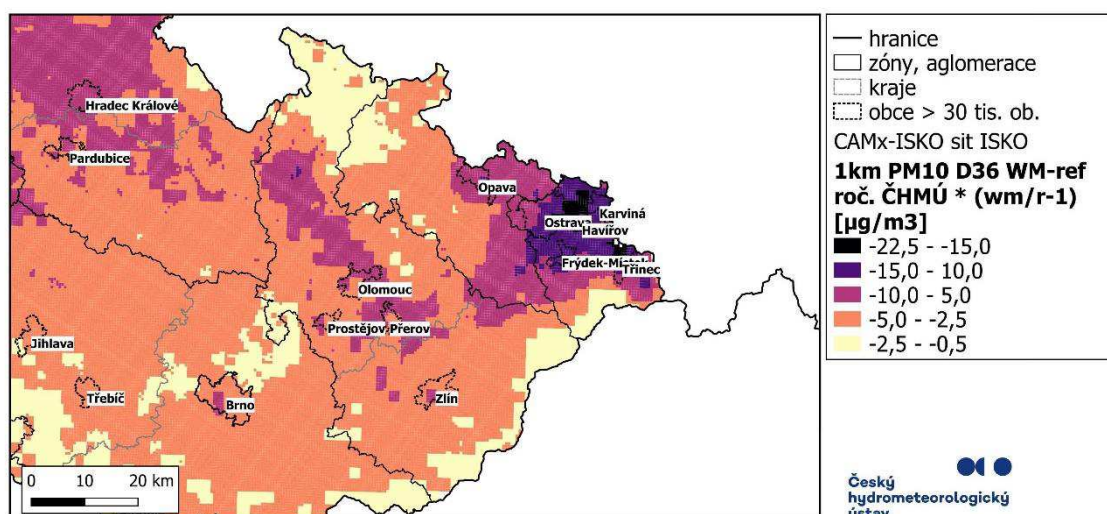 Hradec Králové
Pardubice
Opava
Karviná
Ostrava
Havířov
Frýdek-Místek
Třinec
Olomouc
Prostějov
Přerov
Jihlava
Třebíč
Brno
Zlín
0 10 20 km
hranice
zóny, aglomerace
kraje
obce > 30 tis. ob.
CAMx-ISKO sit ISKO
1km PM10 D36 WM-ref
roč. ČHMÚ * (wm/r-1)
[µg/m3]
-22,5 - -15,0
-15,0 - 10,0
-10,0 - 5,0
-5,0 - -2,5
-2,5 - -0,5
Český
hydrometeorologický
ústav